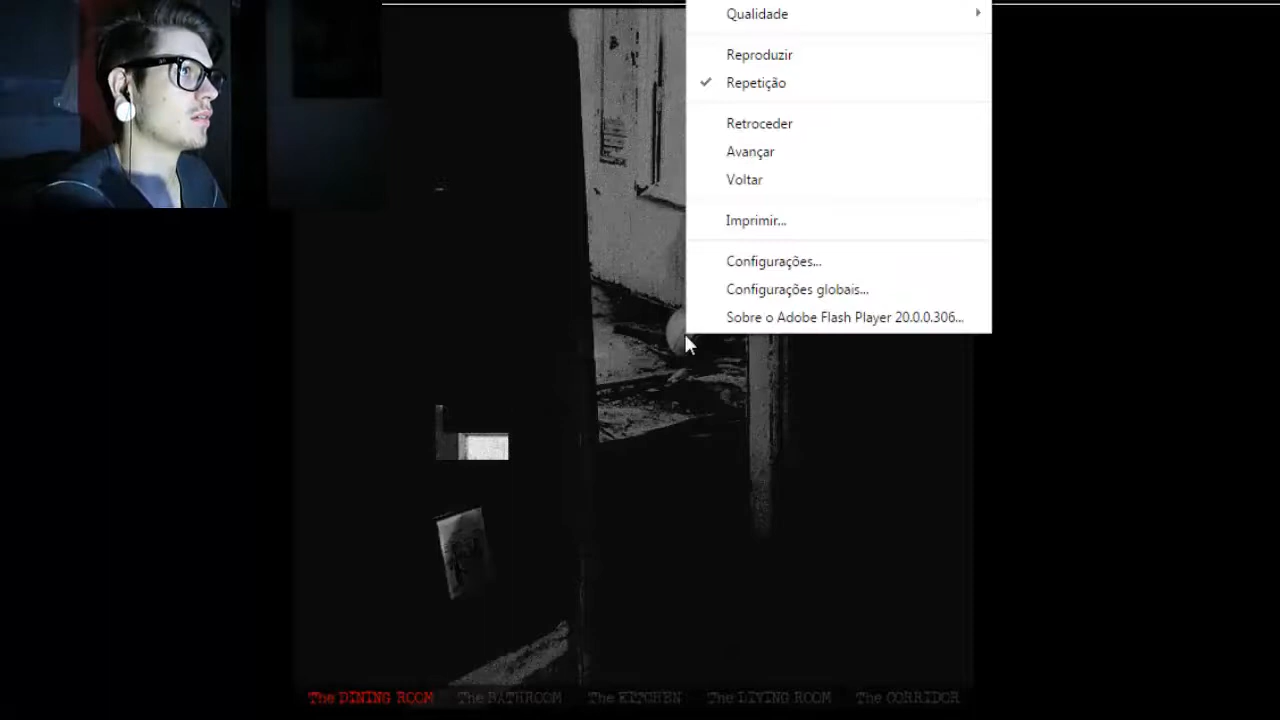 Qualidade
Reproduzir
Repetição
Retroceder
Avançar
Voltar
Imprimir...
Configurações...
Configurações globais...
Sobre o Adobe Flash Player 20.0.0.306...
The DINING ROOM The BATHROOM The KITCHEN The LIVING ROOM The CORRIDOR